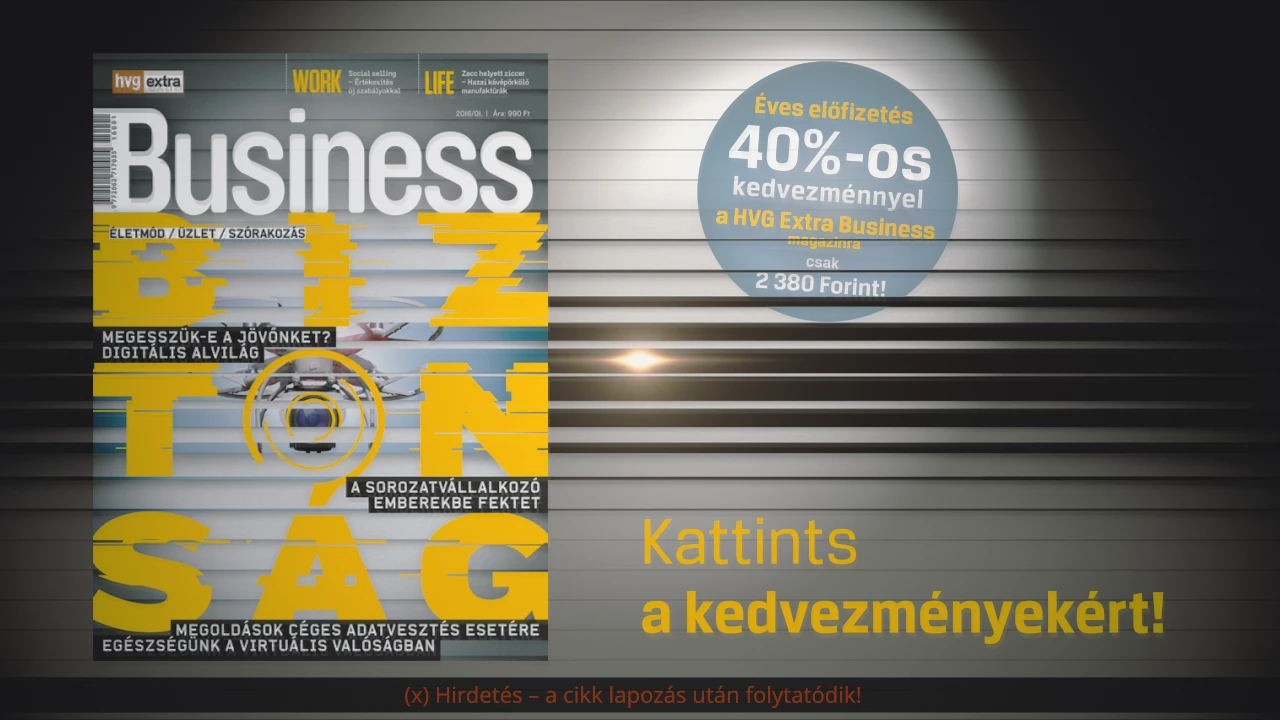 hvg extra
WORK
Social selling
– Értékesítés
új szabályokkal
LIFE
Zacc helyett ziccer
– Hazai kávépörkölő
manufaktúrák
2016/01. | Ára: 990 Ft
Business
ÉLETMÓD / ÜZLET / SZÓRAKOZÁS
BIZ
MEGESSZÜK-E A JÖVŐNKET?
DIGITÁLIS ALVILÁG
TON
A SOROZATVÁLLALKOZÓ
EMBEREKBE FEKTET
SÁG
MEGOLDÁSOK CÉGES ADATVESZTÉS ESETÉRE
EGÉSZSÉGÜNK A VIRTUÁLIS VALÓSÁGBAN
Éves előfizetés
40%-os
kedvezménnyel
a HVG Extra Business
magazinra
csak
2 380 Forint!
Kattints
a kedvezményekért!
(x) Hirdetés – a cikk lapozás után folytatódik!